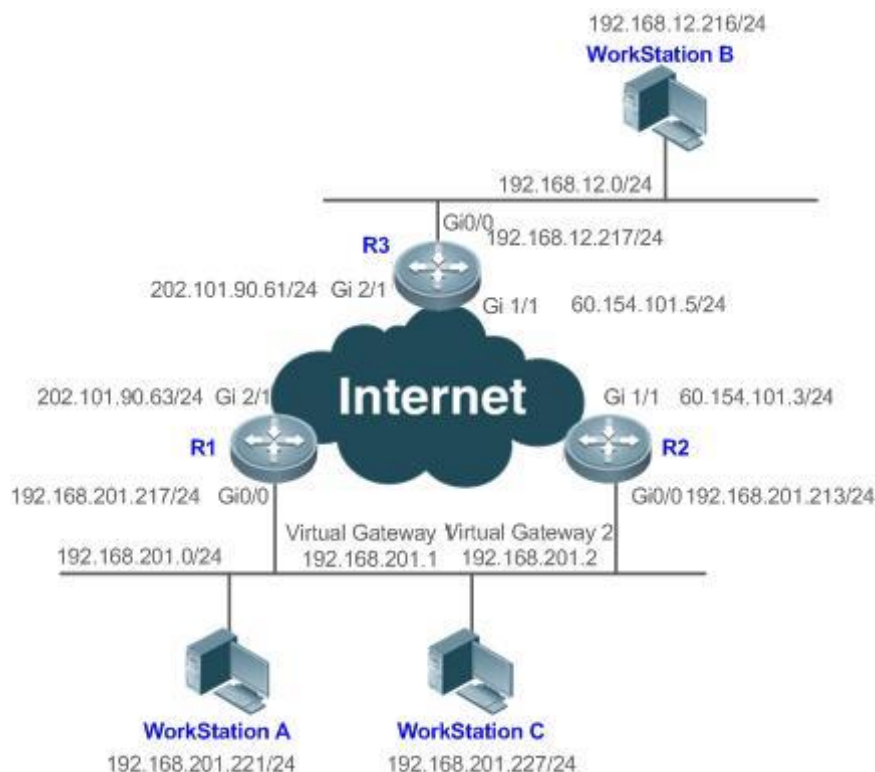 192.168.12.216/24
WorkStation B
192.168.12.0/24
Gi0/0
192.168.12.217/24
R3
202.101.90.61/24 Gi 2/1
Gi 1/1 60.154.101.5/24
Internet
202.101.90.63/24 Gi 2/1
Gi 1/1 60.154.101.3/24
R1
R2
192.168.201.217/24 Gi0/0
Gi0/0 192.168.201.213/24
Virtual Gateway 1
Virtual Gateway 2
192.168.201.0/24
192.168.201.1
192.168.201.2
WorkStation A
WorkStation C
192.168.201.221/24
192.168.201.227/24